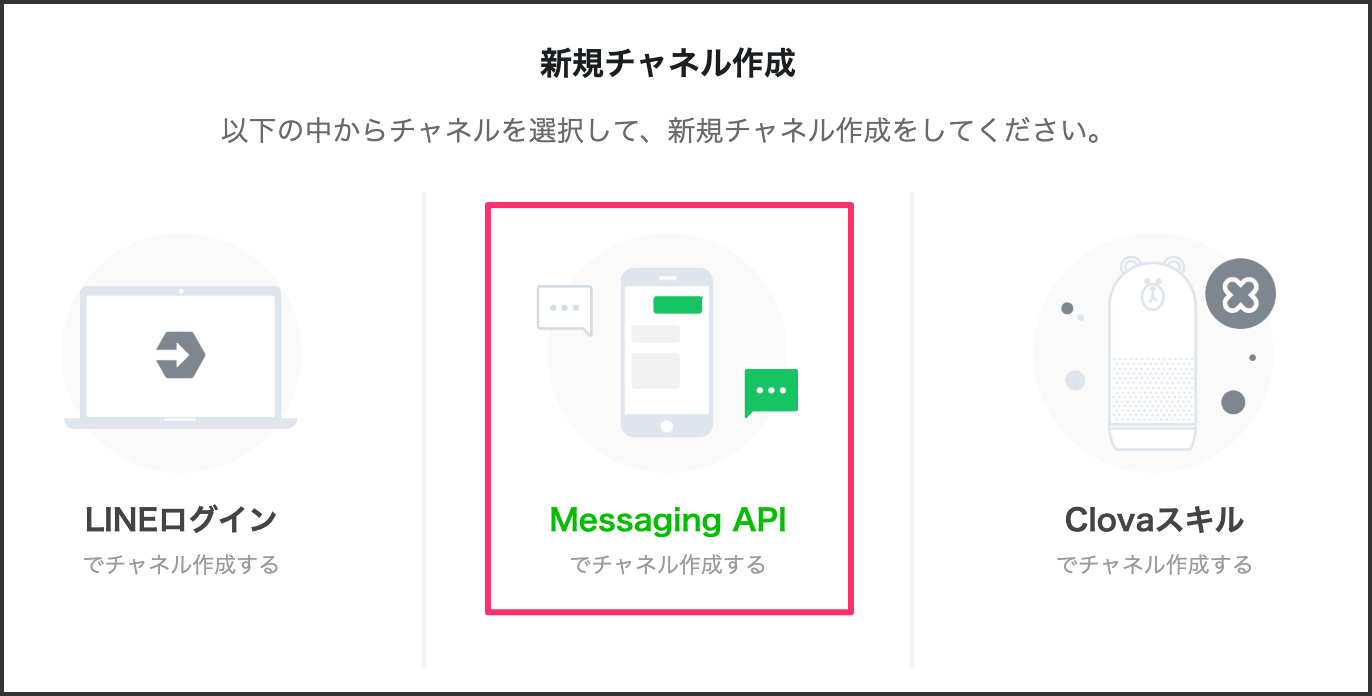 新規チャネル作成
以下の中からチャネルを選択して、新規チャネル作成をしてください。
LINEログイン
でチャネル作成する
Messaging API
でチャネル作成する
Clovaスキル
でチャネル作成する